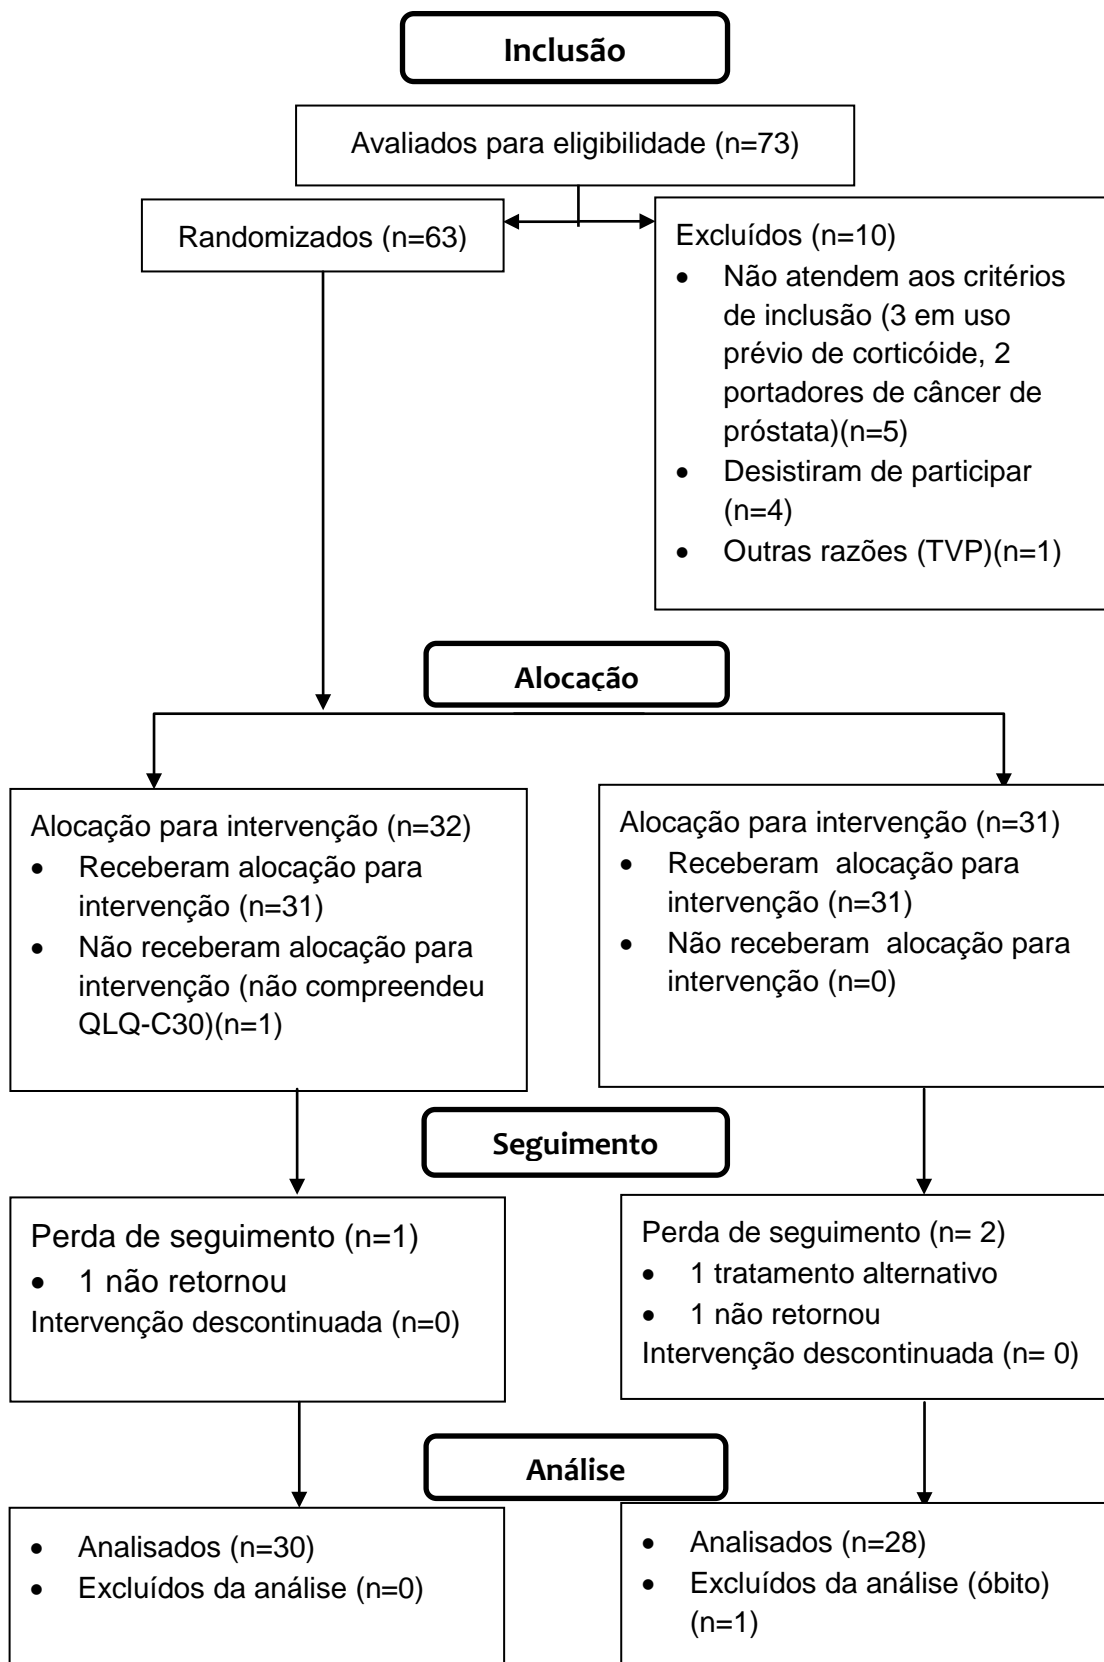 Inclusão
Avaliados para eligibilidade (n=73)
Randomizados (n=63)
Excluídos (n=10)
• Não atendem aos critérios
de inclusão (3 em uso
prévio de corticóide, 2
portadores de câncer de
próstata)(n=5)
• Desistiram de participar
(n=4)
• Outras razões (TVP)(n=1)
Alocação
Alocação para intervenção (n=32)
• Receberam alocação para
intervenção (n=31)
• Não receberam alocação para
intervenção (não compreendeu
QLQ-C30)(n=1)
Alocação para intervenção (n=31)
• Receberam  alocação para
intervenção (n=31)
• Não receberam  alocação para
intervenção (n=0)
Seguimento
Perda de seguimento (n=1)
• 1 não retornou
Intervenção descontinuada (n=0)
Perda de seguimento (n= 2)
• 1 tratamento alternativo
• 1 não retornou
Intervenção descontinuada (n= 0)
Análise
• Analisados (n=30)
• Excluídos da análise (n=0)
• Analisados (n=28)
• Excluídos da análise (óbito)
(n=1)